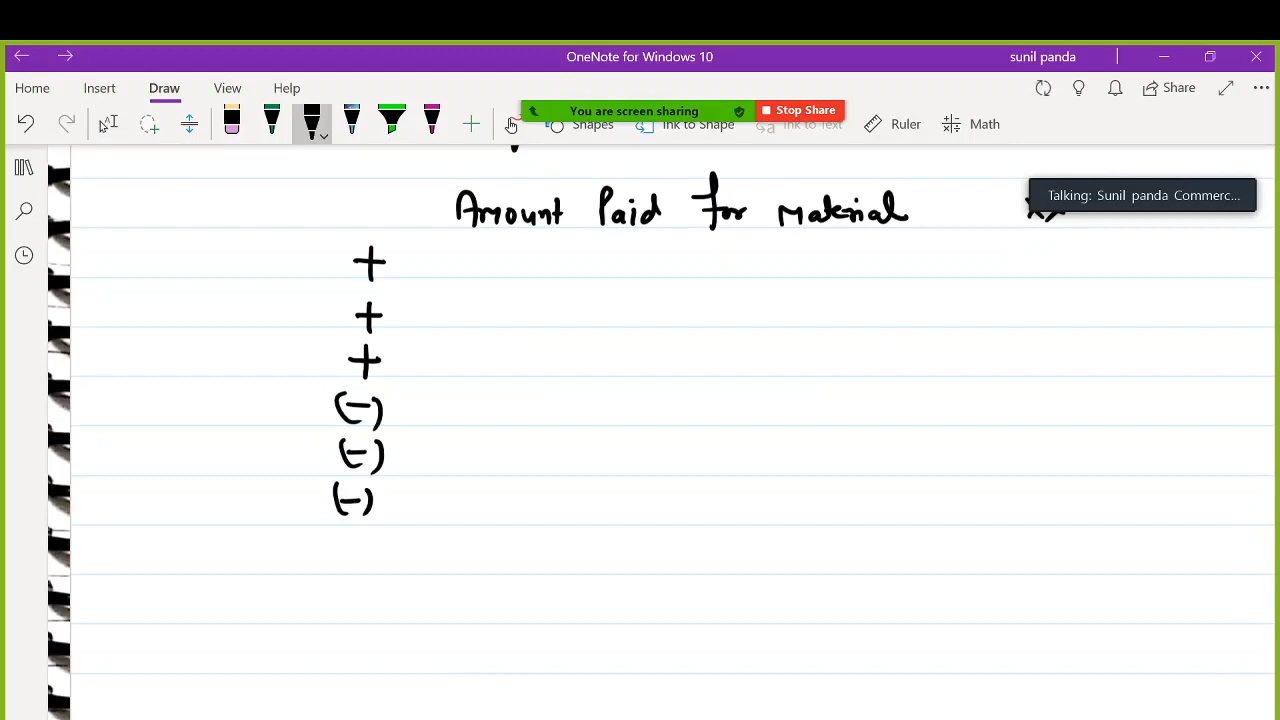 OneNote for Windows 10
sunil panda
Home Insert Draw View Help
Share
You are screen sharing
Stop Share
Shapes
Ink to Shape
Ink to Text
Ruler
Math
Talking: Sunil panda Commerc...
Amount Paid for material xx
+
+
+
(-)
(-)
(-)